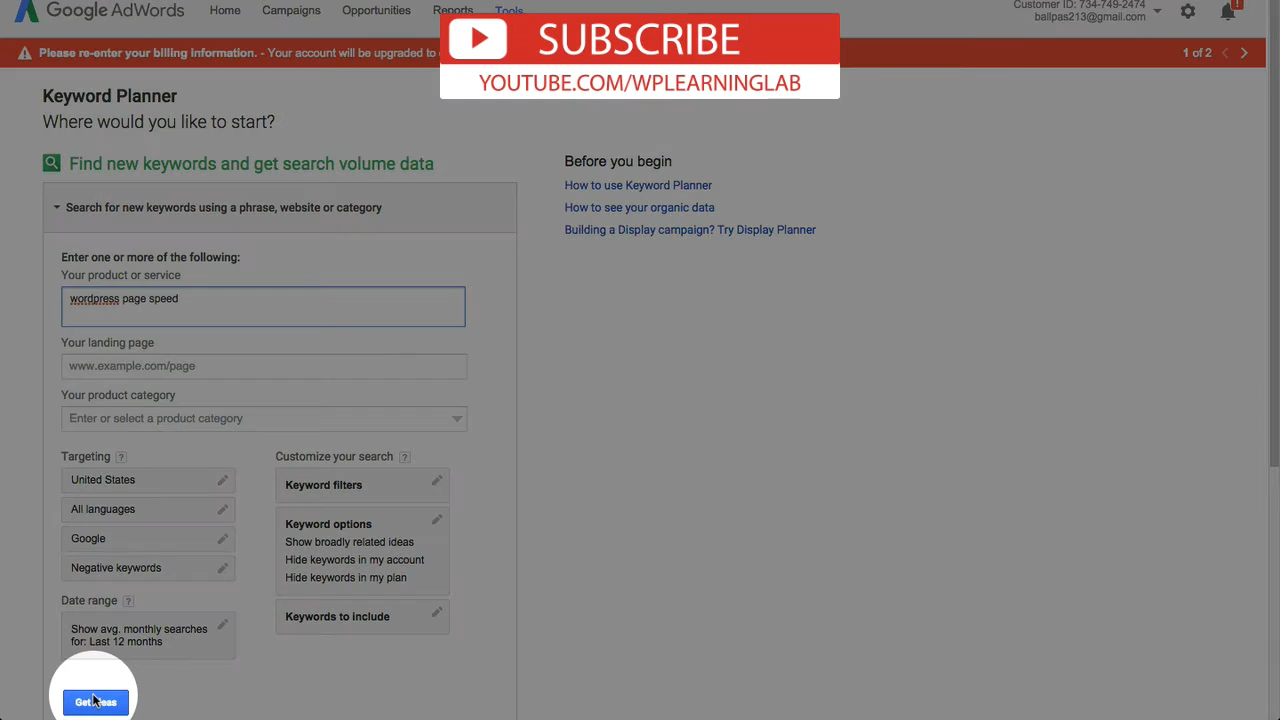 Google AdWords
Home Campaigns Opportunities Reports Tools
Customer ID: 734-749-2474
ballpas213@gmail.com
!
SUBSCRIBE
YOUTUBE.COM/WPLEARNINGLAB
Please re-enter your billing information. - Your account will be upgraded to
1 of 2
Keyword Planner
Where would you like to start?
Find new keywords and get search volume data
Search for new keywords using a phrase, website or category
Enter one or more of the following:
Your product or service
wordpress page speed
Your landing page
www.example.com/page
Your product category
Enter or select a product category
Targeting ?
United States
All languages
Google
Negative keywords
Date range ?
Show avg. monthly searches
for: Last 12 months
Customize your search ?
Keyword filters
Keyword options
Show broadly related ideas
Hide keywords in my account
Hide keywords in my plan
Keywords to include
Get ideas
Before you begin
How to use Keyword Planner
How to see your organic data
Building a Display campaign? Try Display Planner